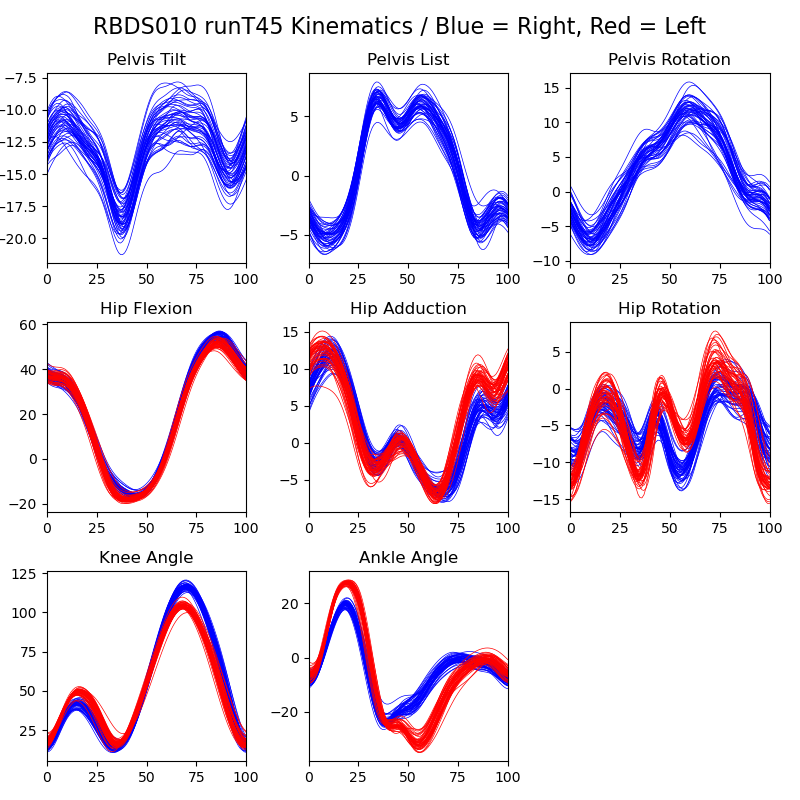 RBDS010 runT45 Kinematics / Blue = Right, Red = Left
Pelvis Tilt
Pelvis List
Pelvis Rotation
−7.5
−10.0
−12.5
−15.0
−17.5
−20.0
0 25 50 75 100
5
0
−5
0 25 50 75 100
15
10
5
0
−5
−10
0 25 50 75 100
Hip Flexion
Hip Adduction
Hip Rotation
60
40
20
0
−20
0 25 50 75 100
15
10
5
0
−5
0 25 50 75 100
5
0
−5
−10
−15
0 25 50 75 100
Knee Angle
Ankle Angle
125
100
75
50
25
0 25 50 75 100
20
0
−20
0 25 50 75 100